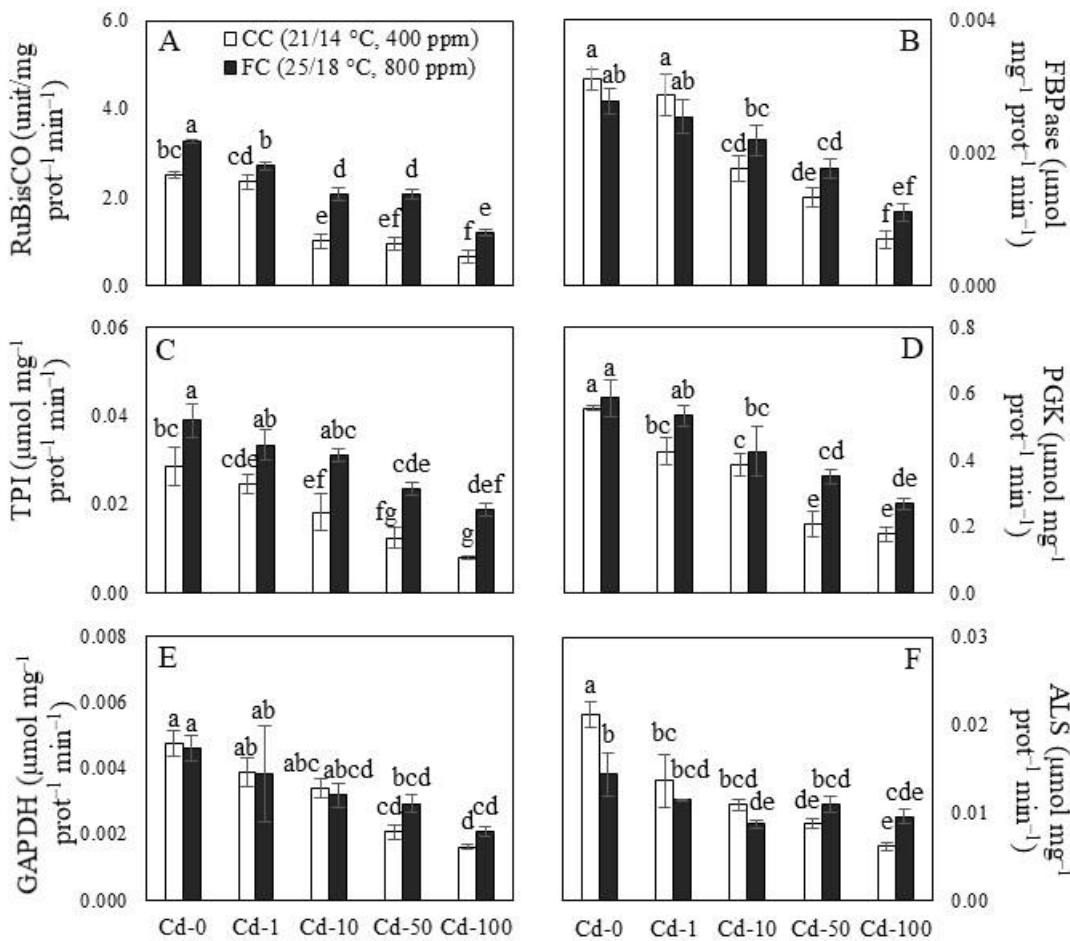 RuBisCO (unit/mg
prot⁻¹ min⁻¹)
6.0
4.0
2.0
0.0
A
CC (21/14 °C, 400 ppm)
FC (25/18 °C, 800 ppm)
bc
a
cd
b
e
d
ef
d
f
e
B
a
ab
a
ab
cd
bc
de
cd
f
ef
0.004
0.002
0.000
FBPase (µmol
mg⁻¹ prot⁻¹ min⁻¹)
TPI (µmol mg⁻¹
prot⁻¹ min⁻¹)
0.06
0.04
0.02
0.00
C
bc
a
cde
ab
ef
abc
fg
cde
g
def
D
a
a
bc
ab
c
bc
e
cd
e
de
0.8
0.6
0.4
0.2
0.0
PGK (µmol mg⁻¹
prot⁻¹ min⁻¹)
GAPDH (µmol mg⁻¹
prot⁻¹ min⁻¹)
0.008
0.006
0.004
0.002
0.000
E
a
a
ab
ab
abc
abcd
cd
bcd
d
cd
Cd-0
Cd-1
Cd-10
Cd-50
Cd-100
F
a
b
bc
bcd
bcd
de
de
bcd
e
cde
Cd-0
Cd-1
Cd-10
Cd-50
Cd-100
0.03
0.02
0.01
0.00
ALS (µmol mg⁻¹
prot⁻¹ min⁻¹)